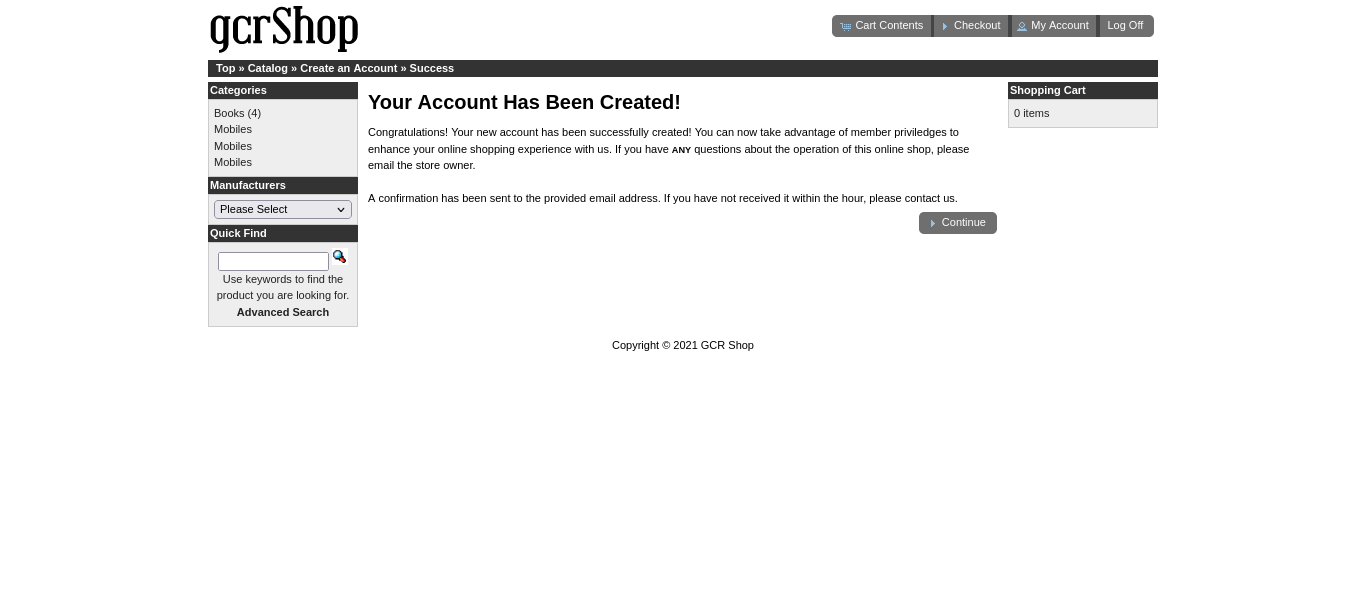 gcrShop
Cart Contents Checkout My Account Log Off
Top » Catalog » Create an Account » Success
Categories
Books (4)
Mobiles
Mobiles
Mobiles
Manufacturers
Please Select
Quick Find
Use keywords to find the
product you are looking for.
Advanced Search
Your Account Has Been Created!
Congratulations! Your new account has been successfully created! You can now take advantage of member priviledges to
enhance your online shopping experience with us. If you have ANY questions about the operation of this online shop, please
email the store owner.
A confirmation has been sent to the provided email address. If you have not received it within the hour, please contact us.
Continue
Shopping Cart
0 items
Copyright © 2021 GCR Shop